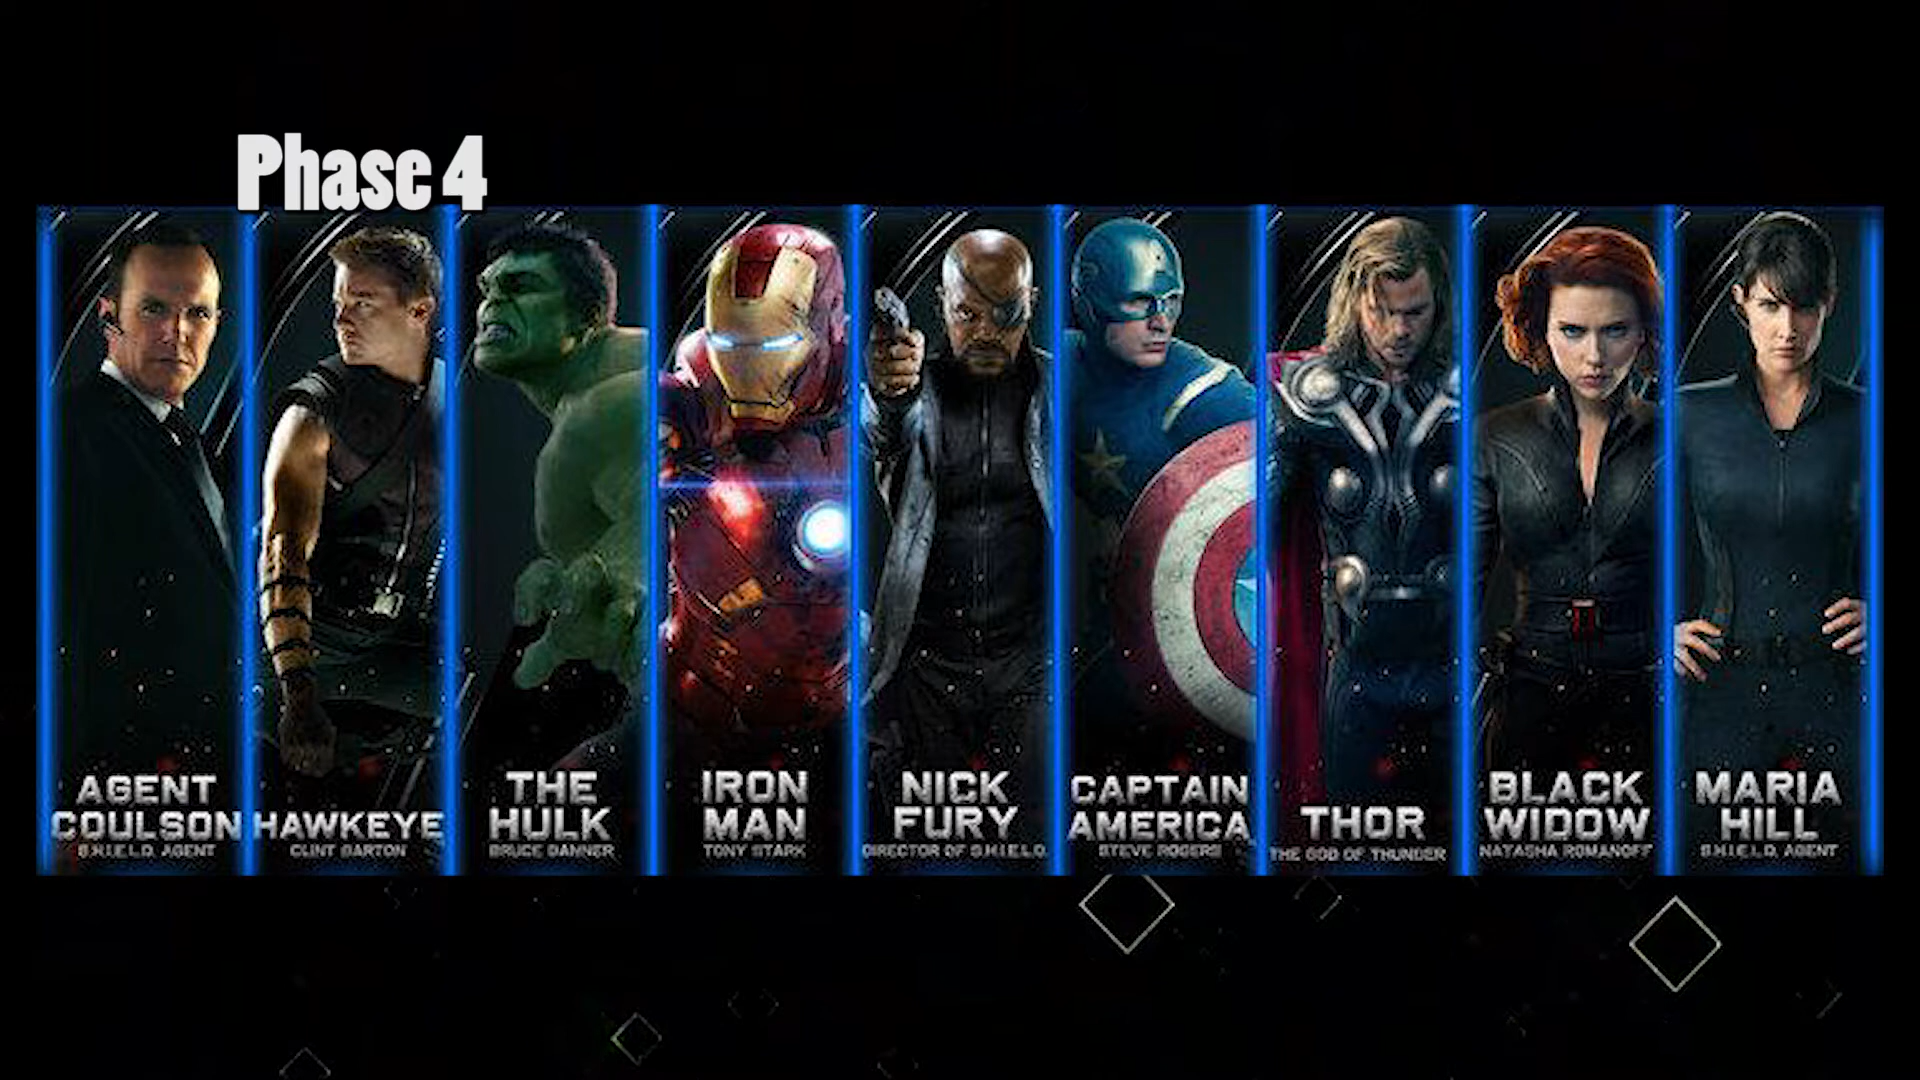 Phase 4
AGENT
COULSON
S.H.I.E.L.D. AGENT
HAWKEYE
CLINT BARTON
THE
HULK
BRUCE BANNER
IRON
MAN
TONY STARK
NICK
FURY
DIRECTOR OF S.H.I.E.L.D.
CAPTAIN
AMERICA
STEVE ROGERS
THOR
THE GOD OF THUNDER
BLACK
WIDOW
NATASHA ROMANOFF
MARIA
HILL
S.H.I.E.L.D. AGENT